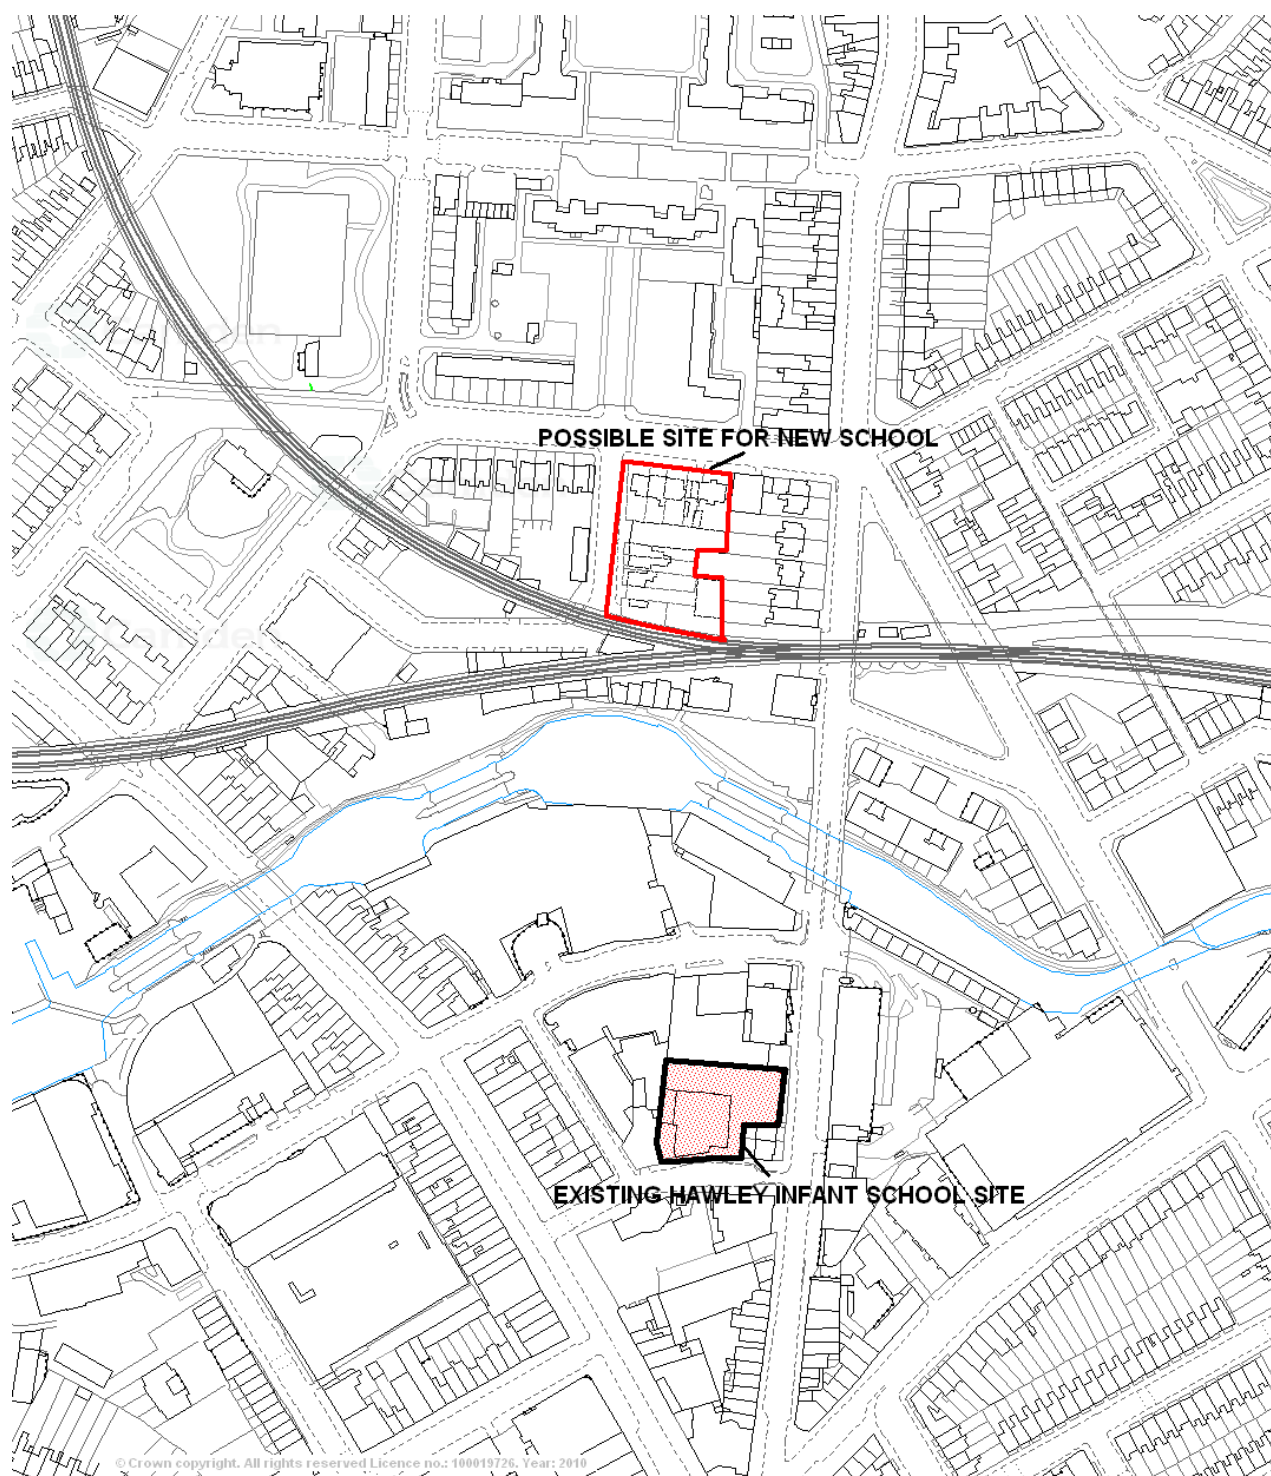 POSSIBLE SITE FOR NEW SCHOOL
Camden
EXISTING HAWLEY INFANT SCHOOL SITE
© Crown copyright. All rights reserved Licence no.: 100019726. Year: 2010